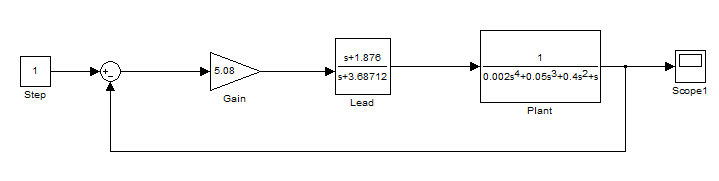 1
Step
+
-
5.08
Gain
s+1.876
s+3.68712
Lead
1
0.002s4+0.05s3+0.4s2+s
Plant
Scope1